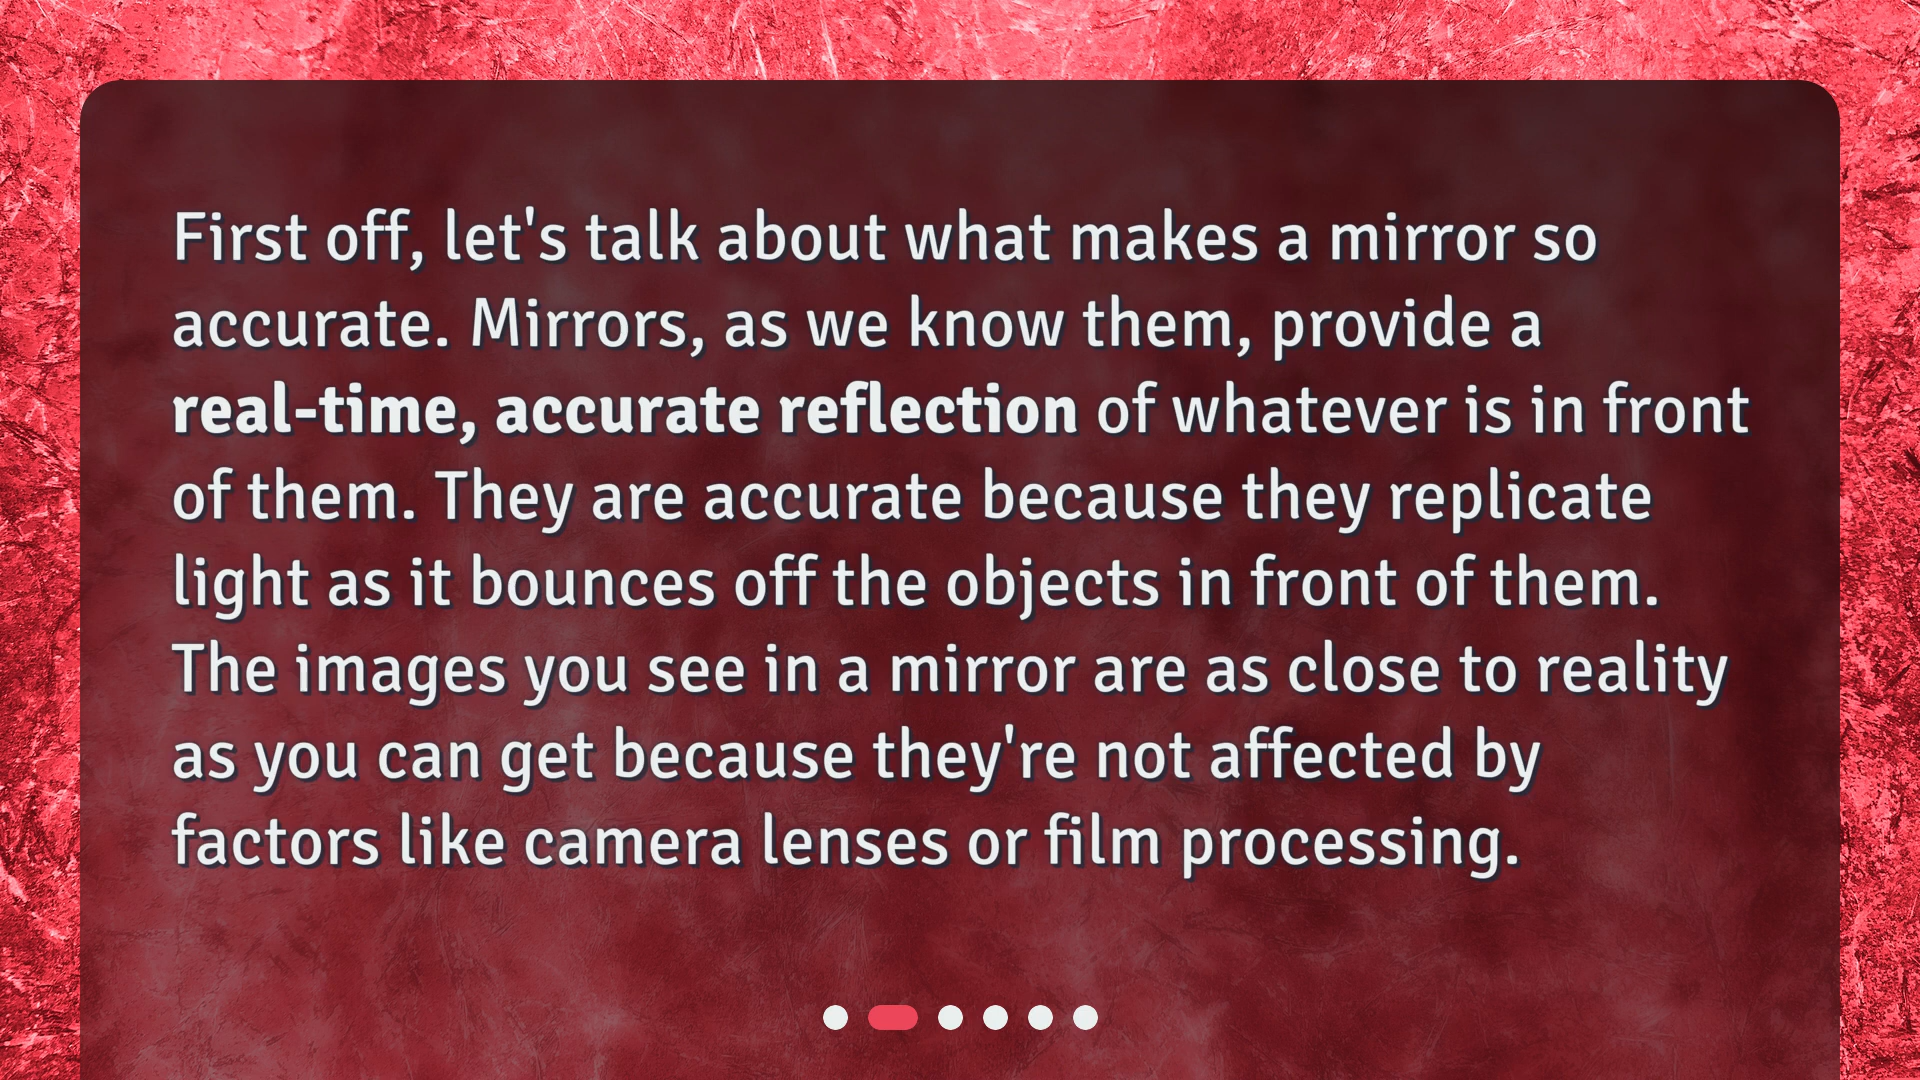 First off, let's talk about what makes a mirror so
accurate. Mirrors, as we know them, provide a
real-time, accurate reflection of whatever is in front
of them. They are accurate because they replicate
light as it bounces off the objects in front of them.
The images you see in a mirror are as close to reality
as you can get because they're not affected by
factors like camera lenses or film processing.